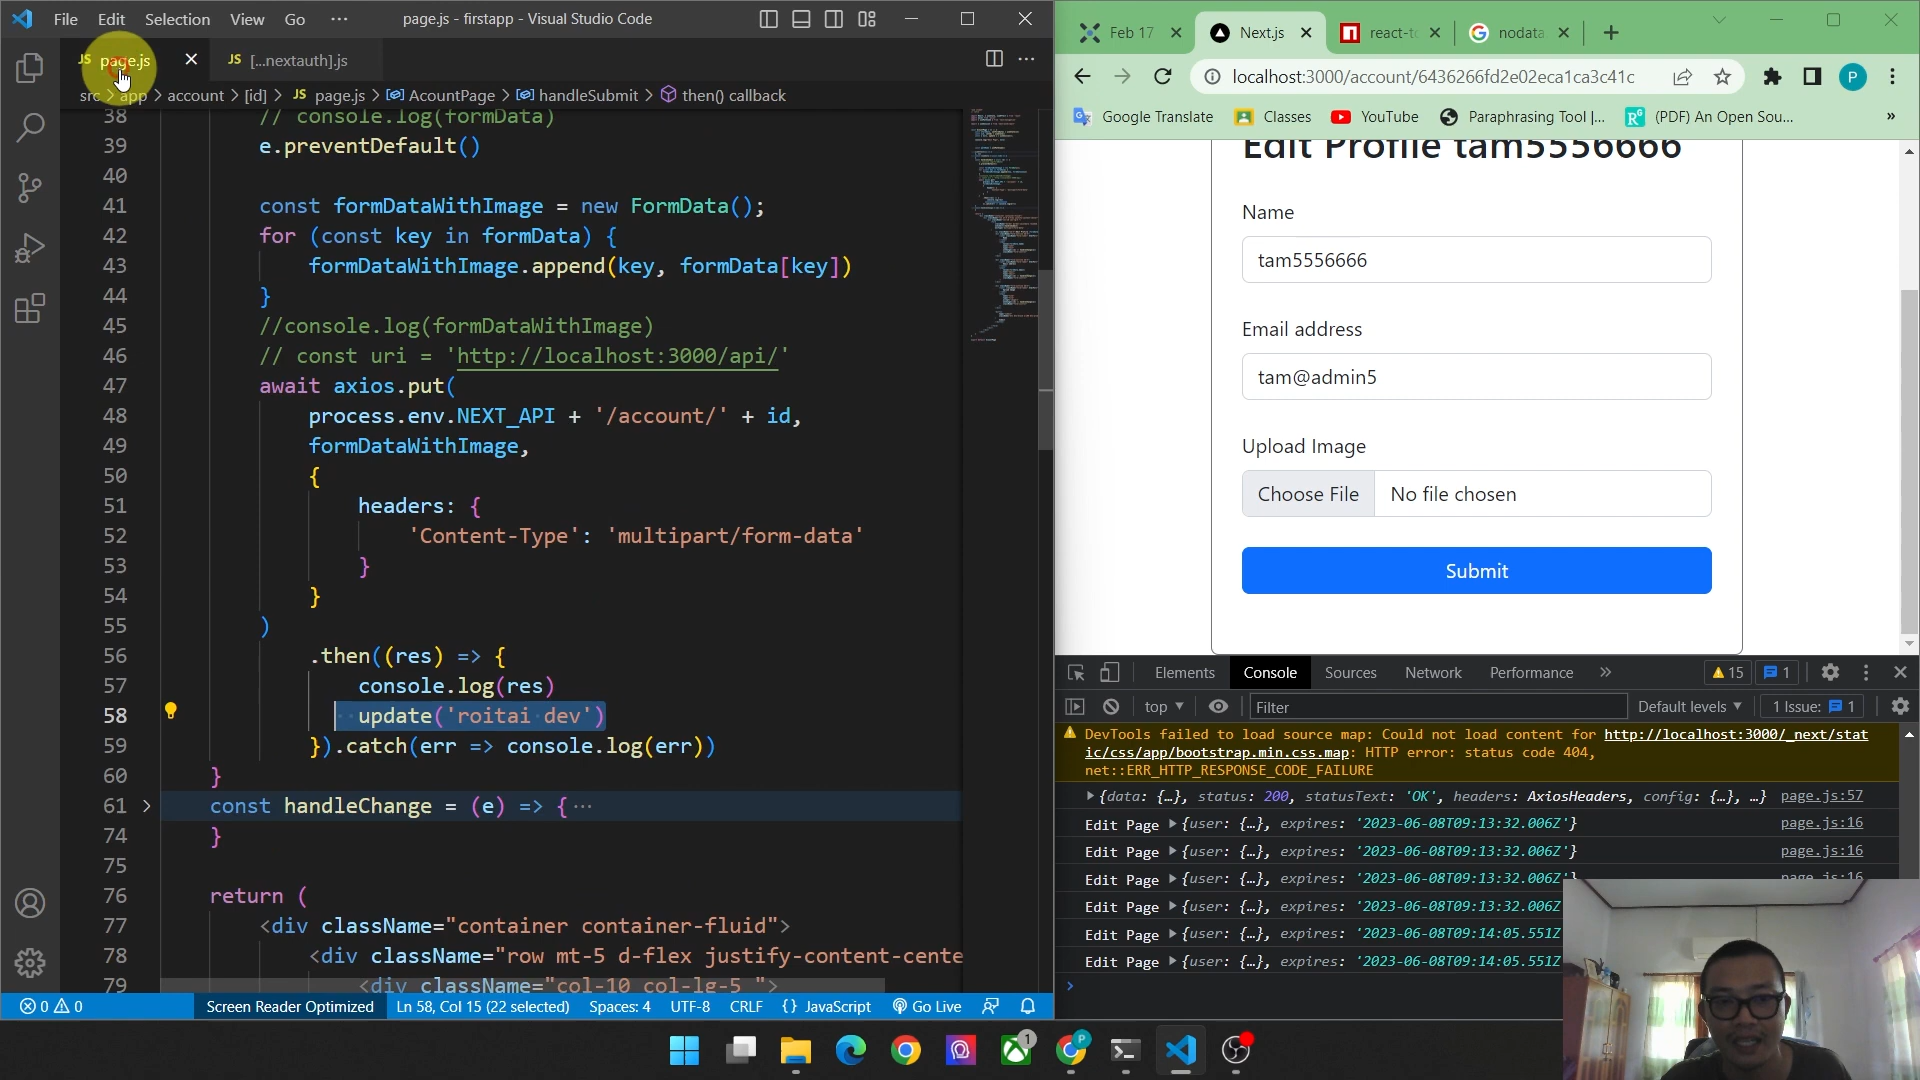 File Edit Selection View Go ··· page.js - firstapp - Visual Studio Code
JS page.js JS [...nextauth].js
src > app > account > [id] > JS page.js > AcountPage > handleSubmit > then() callback
38 // console.log(formData)
39 e.preventDefault()
40
41 const formDataWithImage = new FormData();
42 for (const key in formData) {
43 formDataWithImage.append(key, formData[key])
44 }
45 //console.log(formDataWithImage)
46 // const uri = 'http://localhost:3000/api/'
47 await axios.put(
48 process.env.NEXT_API + '/account/' + id,
49 formDataWithImage,
50 {
51 headers: {
52 'Content-Type': 'multipart/form-data'
53 }
54 }
55 )
56 .then((res) => {
57 console.log(res)
58 update('roitai dev')
59 }).catch(err => console.log(err))
60 }
61 const handleChange = (e) => {···
74 }
75
76 return (
77 <div className="container container-fluid">
78 <div className="row mt-5 d-flex justify-content-cente
79 <div className="col-10 col-lg-5 ">
0 0 Screen Reader Optimized Ln 58, Col 15 (22 selected) Spaces: 4 UTF-8 CRLF {} JavaScript Go Live
Feb 17 Next.js react-to nodata
localhost:3000/account/6436266fd2e02eca1ca3c41c P
Google Translate Classes YouTube Paraphrasing Tool |... (PDF) An Open Sou... »
Edit Profile tam5556666
Name
tam5556666
Email address
tam@admin5
Upload Image
Choose File No file chosen
Submit
Elements Console Sources Network Performance » 15 1
top Filter Default levels 1 Issue: 1
DevTools failed to load source map: Could not load content for http://localhost:3000/_next/stat
ic/css/app/bootstrap.min.css.map: HTTP error: status code 404,
net::ERR_HTTP_RESPONSE_CODE_FAILURE
{data: {…}, status: 200, statusText: 'OK', headers: AxiosHeaders, config: {…}, …} page.js:57
Edit Page {user: {…}, expires: '2023-06-08T09:13:32.006Z'} page.js:16
Edit Page {user: {…}, expires: '2023-06-08T09:13:32.006Z'} page.js:16
Edit Page {user: {…}, expires: '2023-06-08T09:13:32.006Z'} page.js:16
Edit Page {user: {…}, expires: '2023-06-08T09:13:32.006Z'
Edit Page {user: {…}, expires: '2023-06-08T09:14:05.551Z
Edit Page {user: {…}, expires: '2023-06-08T09:14:05.551Z
1 P